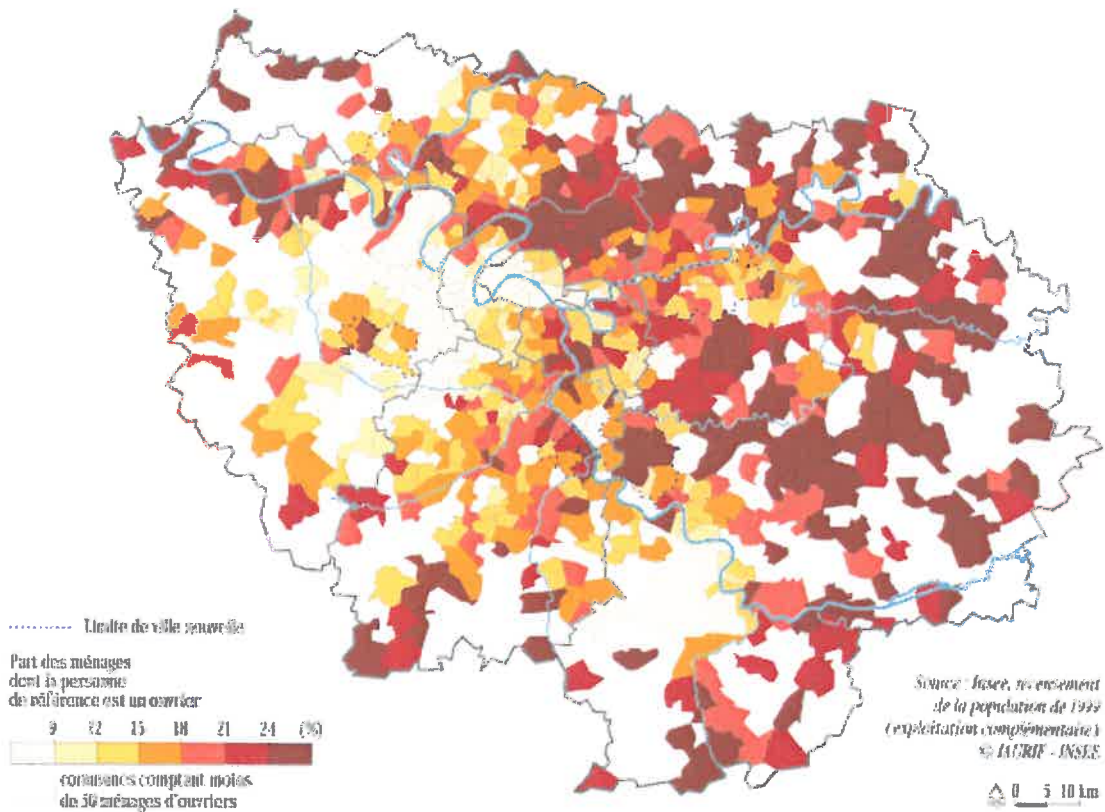 Limite de ville nouvelle
Part des ménages
dont la personne
de référence est un ouvrier
9 12 15 18 21 24 (%)
communes comptant moins
de 50 ménages d'ouvriers
Source : Insee, recensement
de la population de 1999
(exploitation complémentaire)
© IAURIF - INSEE
0 5 10 km